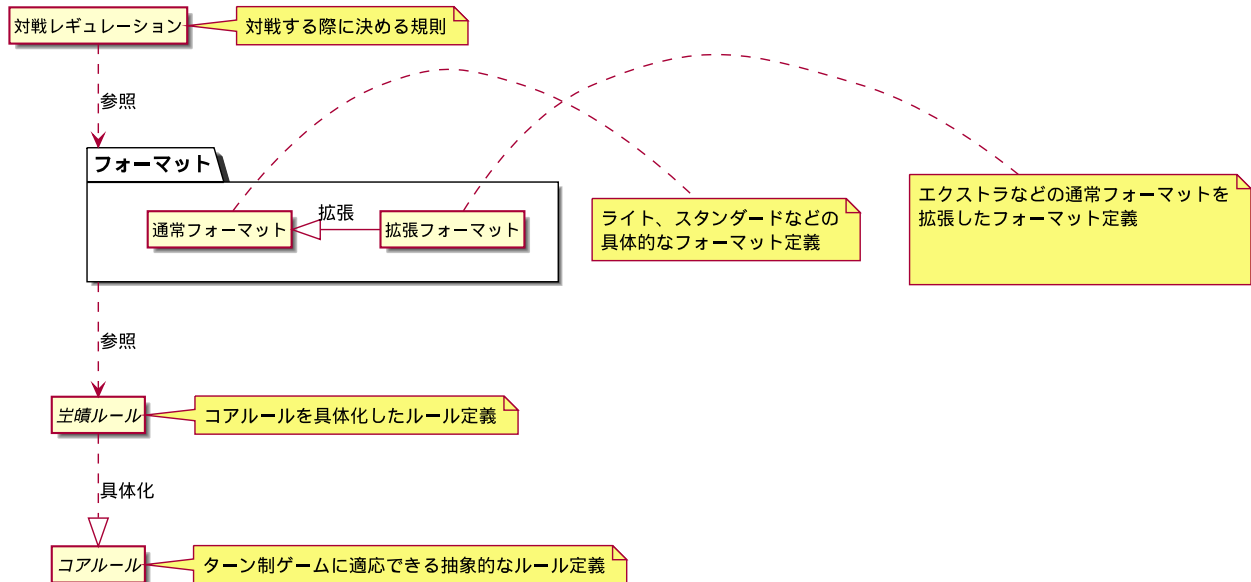 対戦レギュレーション
対戦する際に決める規則
参照
フォーマット
通常フォーマット
拡張
拡張フォーマット
ライト、スタンダードなどの
具体的なフォーマット定義
エクストラなどの通常フォーマットを
拡張したフォーマット定義
参照
ルール
コアルールを具体化したルール定義
具体化
コアルール
ターン制ゲームに適応できる抽象的なルール定義